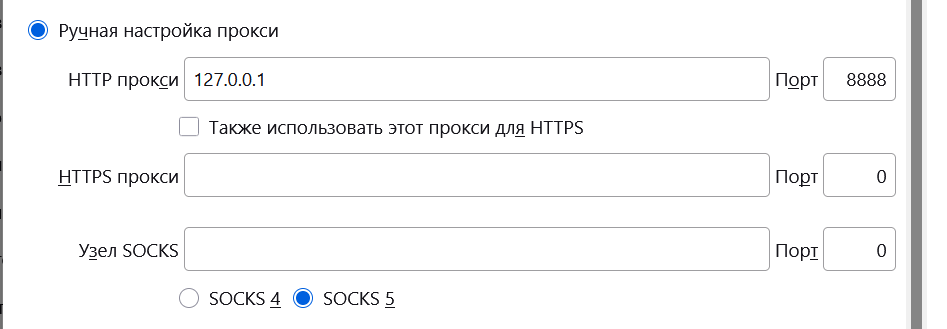 Ручная настройка прокси
HTTP прокси 127.0.0.1 Порт 8888
Также использовать этот прокси для HTTPS
HTTPS прокси Порт 0
Узел SOCKS Порт 0
SOCKS 4 SOCKS 5